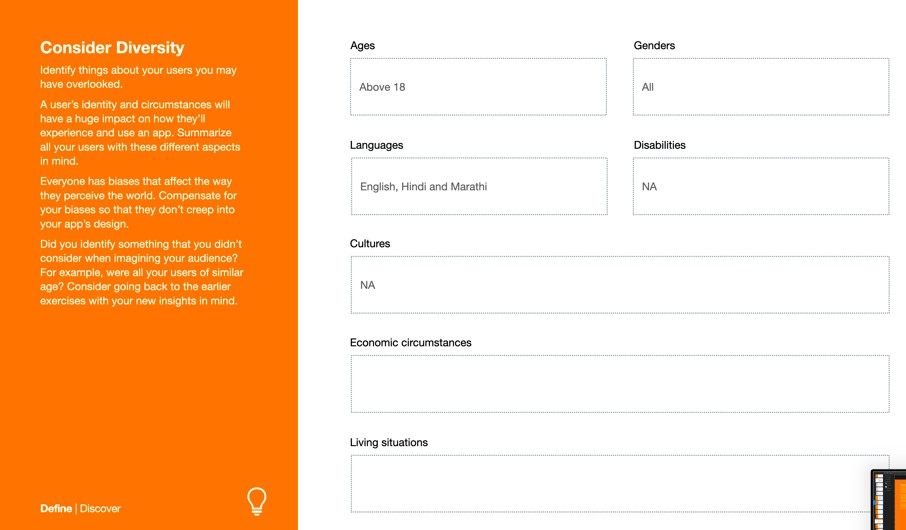 Consider Diversity
Identify things about your users you may
have overlooked.
A user's identity and circumstances will
have a huge impact on how they'll
experience and use an app. Summarize
all your users with these different aspects
in mind.
Everyone has biases that affect the way
they perceive the world. Compensate for
your biases so that they don't creep into
your app's design.
Did you identify something that you didn't
consider when imagining your audience?
For example, were all your users of similar
age? Consider going back to the earlier
exercises with your new insights in mind.
Define | Discover
Ages
Above 18
Genders
All
Languages
English, Hindi and Marathi
Disabilities
NA
Cultures
NA
Economic circumstances
Living situations